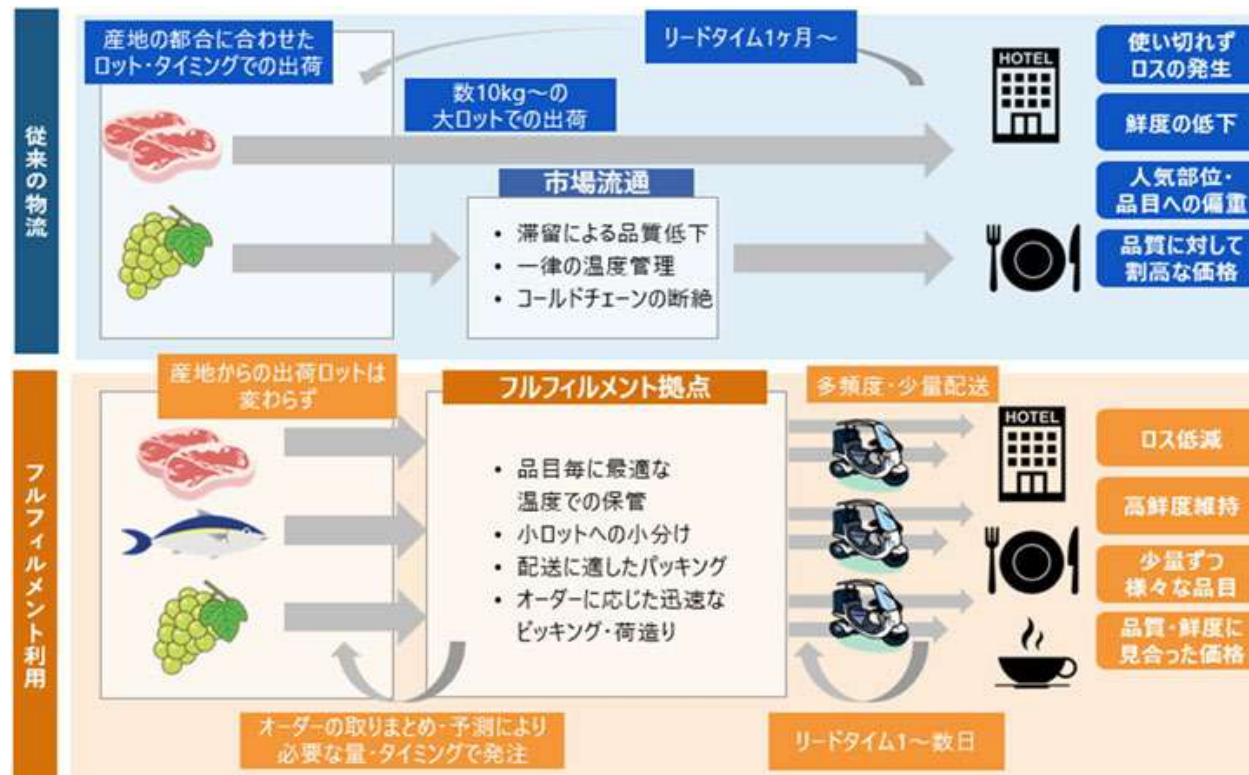 従来の物流
産地の都合に合わせた
ロット・タイミングでの出荷
リードタイム1ヶ月～
数10kg～の
大ロットでの出荷
市場流通
• 滞留による品質低下
• 一律の温度管理
• コールドチェーンの断絶
HOTEL
使い切れず
ロスの発生
鮮度の低下
人気部位・
品目への偏重
品質に対して
割高な価格
フルフィルメント利用
産地からの出荷ロットは
変わらず
フルフィルメント拠点
• 品目毎に最適な
温度での保管
• 小ロットへの小分け
• 配送に適したパッキング
• オーダーに応じた迅速な
ピッキング・荷造り
多頻度・少量配送
HOTEL
ロス低減
高鮮度維持
少量ずつ
様々な品目
品質・鮮度に
見合った価格
オーダーの取りまとめ・予測により
必要な量・タイミングで発注
リードタイム1～数日